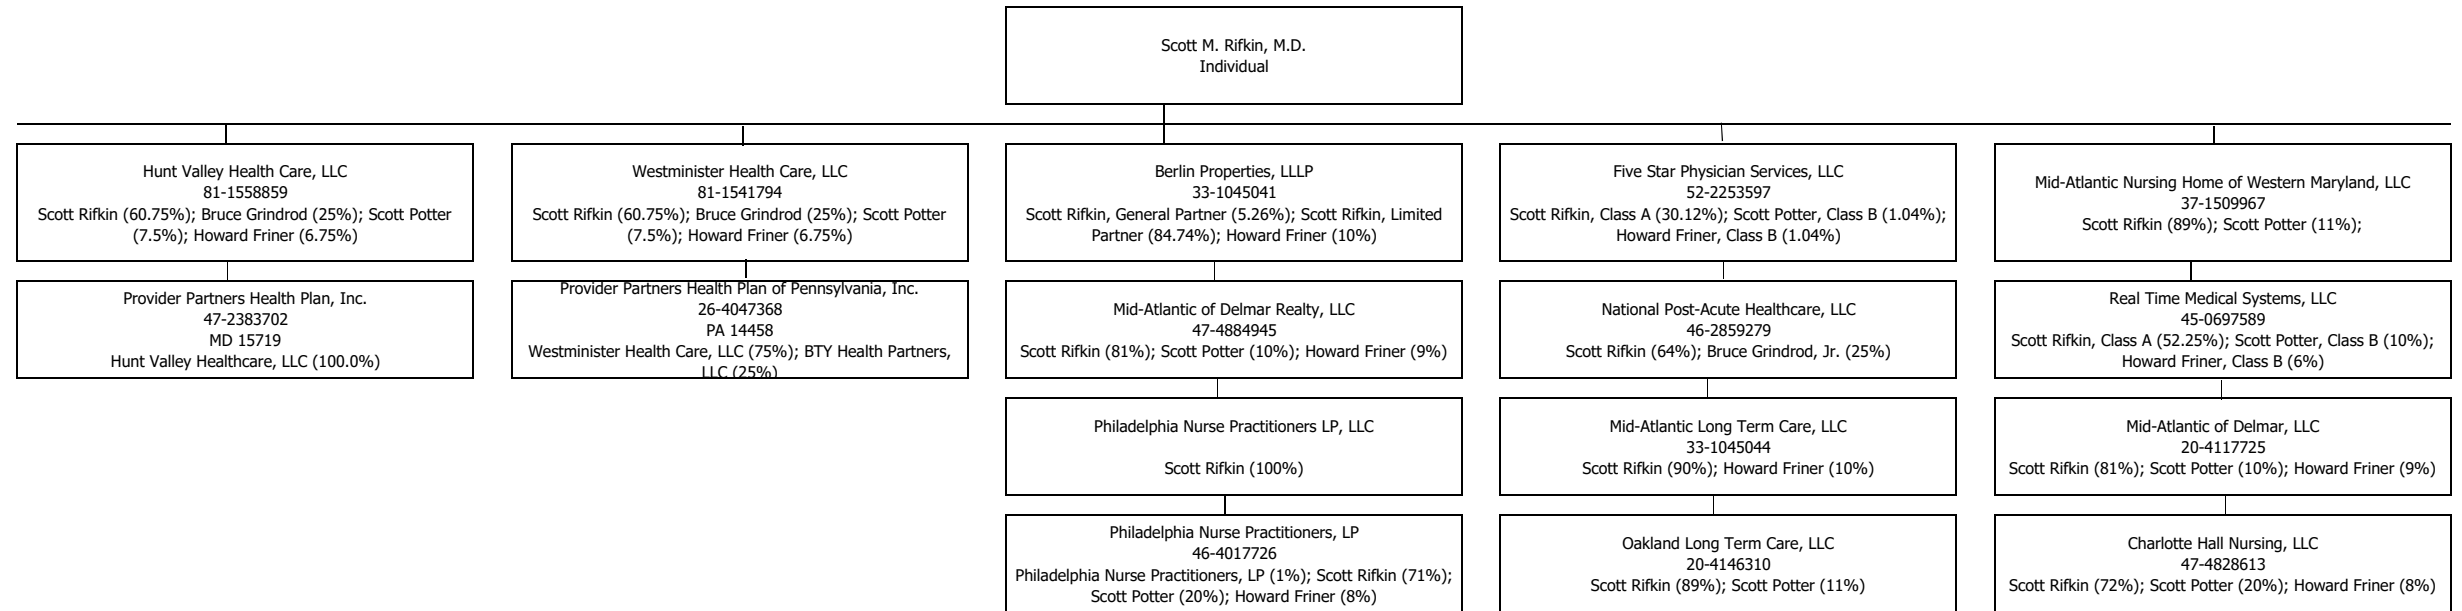 Scott M. Rifkin, M.D.
Individual
Hunt Valley Health Care, LLC
81-1558859
Scott Rifkin (60.75%); Bruce Grindrod (25%); Scott Potter
(7.5%); Howard Friner (6.75%)
Westminister Health Care, LLC
81-1541794
Scott Rifkin (60.75%); Bruce Grindrod (25%); Scott Potter
(7.5%); Howard Friner (6.75%)
Berlin Properties, LLLP
33-1045041
Scott Rifkin, General Partner (5.26%); Scott Rifkin, Limited
Partner (84.74%); Howard Friner (10%)
Five Star Physician Services, LLC
52-2253597
Scott Rifkin, Class A (30.12%); Scott Potter, Class B (1.04%);
Howard Friner, Class B (1.04%)
Mid-Atlantic Nursing Home of Western Maryland, LLC
37-1509967
Scott Rifkin (89%); Scott Potter (11%);
Provider Partners Health Plan, Inc.
47-2383702
MD 15719
Hunt Valley Healthcare, LLC (100.0%)
Provider Partners Health Plan of Pennsylvania, Inc.
26-4047368
PA 14458
Westminister Health Care, LLC (75%); BTY Health Partners,
LLC (25%)
Mid-Atlantic of Delmar Realty, LLC
47-4884945
Scott Rifkin (81%); Scott Potter (10%); Howard Friner (9%)
National Post-Acute Healthcare, LLC
46-2859279
Scott Rifkin (64%); Bruce Grindrod, Jr. (25%)
Real Time Medical Systems, LLC
45-0697589
Scott Rifkin, Class A (52.25%); Scott Potter, Class B (10%);
Howard Friner, Class B (6%)
Philadelphia Nurse Practitioners LP, LLC
Scott Rifkin (100%)
Mid-Atlantic Long Term Care, LLC
33-1045044
Scott Rifkin (90%); Howard Friner (10%)
Mid-Atlantic of Delmar, LLC
20-4117725
Scott Rifkin (81%); Scott Potter (10%); Howard Friner (9%)
Philadelphia Nurse Practitioners, LP
46-4017726
Philadelphia Nurse Practitioners, LP (1%); Scott Rifkin (71%);
Scott Potter (20%); Howard Friner (8%)
Oakland Long Term Care, LLC
20-4146310
Scott Rifkin (89%); Scott Potter (11%)
Charlotte Hall Nursing, LLC
47-4828613
Scott Rifkin (72%); Scott Potter (20%); Howard Friner (8%)